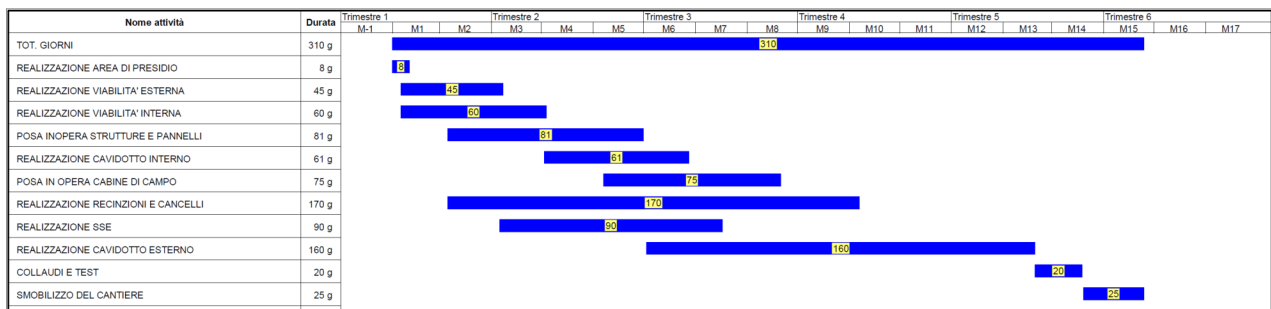 Nome attività Durata Trimestre 1 Trimestre 2 Trimestre 3 Trimestre 4 Trimestre 5 Trimestre 6
M-1 M1 M2 M3 M4 M5 M6 M7 M8 M9 M10 M11 M12 M13 M14 M15 M16 M17
TOT. GIORNI 310 g 310
REALIZZAZIONE AREA DI PRESIDIO 8 g 8
REALIZZAZIONE VIABILITA' ESTERNA 45 g 45
REALIZZAZIONE VIABILITA' INTERNA 60 g 60
POSA INOPERA STRUTTURE E PANNELLI 81 g 81
REALIZZAZIONE CAVIDOTTO INTERNO 61 g 61
POSA IN OPERA CABINE DI CAMPO 75 g 75
REALIZZAZIONE RECINZIONI E CANCELLI 170 g 170
REALIZZAZIONE SSE 90 g 90
REALIZZAZIONE CAVIDOTTO ESTERNO 160 g 160
COLLAUDI E TEST 20 g 20
SMOBILIZZO DEL CANTIERE 25 g 25